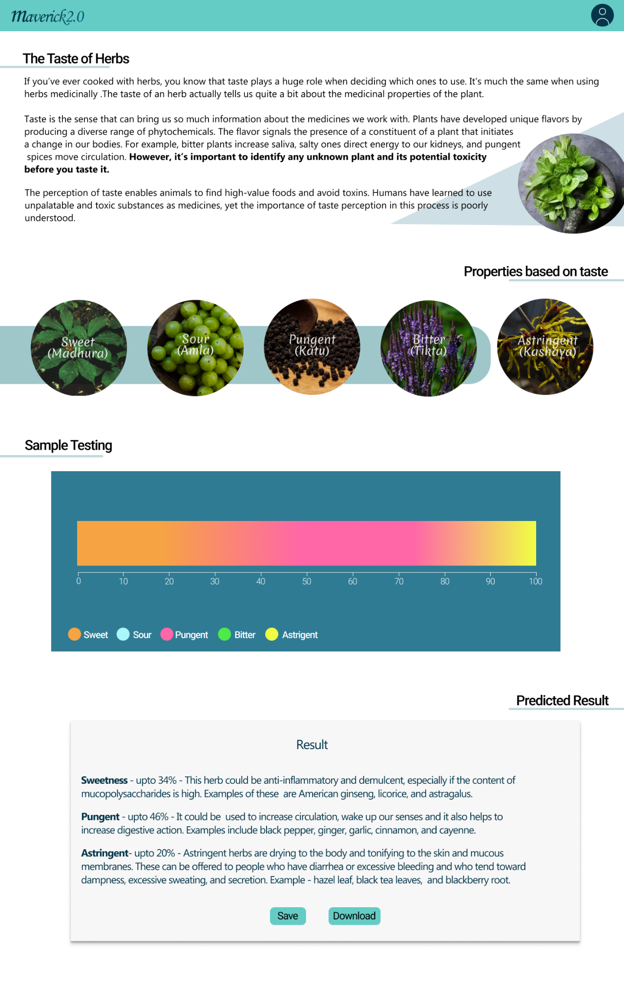 Maverick2.0
The Taste of Herbs
If you've ever cooked with herbs, you know that taste plays a huge role when deciding which ones to use. It's much the same when using
herbs medicinally .The taste of an herb actually tells us quite a bit about the medicinal properties of the plant.
Taste is the sense that can bring us so much information about the medicines we work with. Plants have developed unique flavors by
producing a diverse range of phytochemicals. The flavor signals the presence of a constituent of a plant that initiates
a change in our bodies. For example, bitter plants increase saliva, salty ones direct energy to our kidneys, and pungent
spices move circulation. However, it's important to identify any unknown plant and its potential toxicity
before you taste it.
The perception of taste enables animals to find high-value foods and avoid toxins. Humans have learned to use
unpalatable and toxic substances as medicines, yet the importance of taste perception in this process is poorly
understood.
Properties based on taste
Sweet
(Madhura)
Sour
(Amla)
Pungent
(Katu)
Bitter
(Tikta)
Astringent
(Kashaya)
Sample Testing
0 10 20 30 40 50 60 70 80 90 100
Sweet Sour Pungent Bitter Astrigent
Predicted Result
Result
Sweetness - upto 34% - This herb could be anti-inflammatory and demulcent, especially if the content of
mucopolysaccharides is high. Examples of these  are American ginseng, licorice, and astragalus.
Pungent - upto 46% - It could be  used to increase circulation, wake up our senses and it also helps to
increase digestive action. Examples include black pepper, ginger, garlic, cinnamon, and cayenne.
Astringent- upto 20% - Astringent herbs are drying to the body and tonifying to the skin and mucous
membranes. These can be offered to people who have diarrhea or excessive bleeding and who tend toward
dampness, excessive sweating, and secretion. Example - hazel leaf, black tea leaves,  and blackberry root.
Save Download